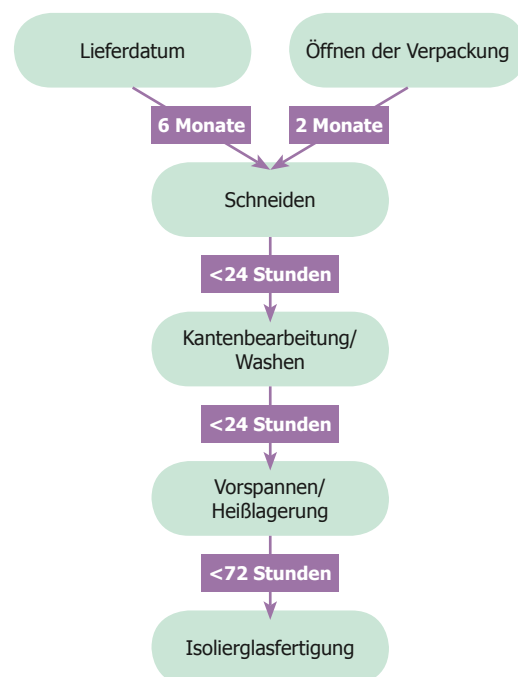 Lieferdatum
Öffnen der Verpackung
6 Monate
2 Monate
Schneiden
<24 Stunden
Kantenbearbeitung/
Washen
<24 Stunden
Vorspannen/
Heißlagerung
<72 Stunden
Isolierglasfertigung